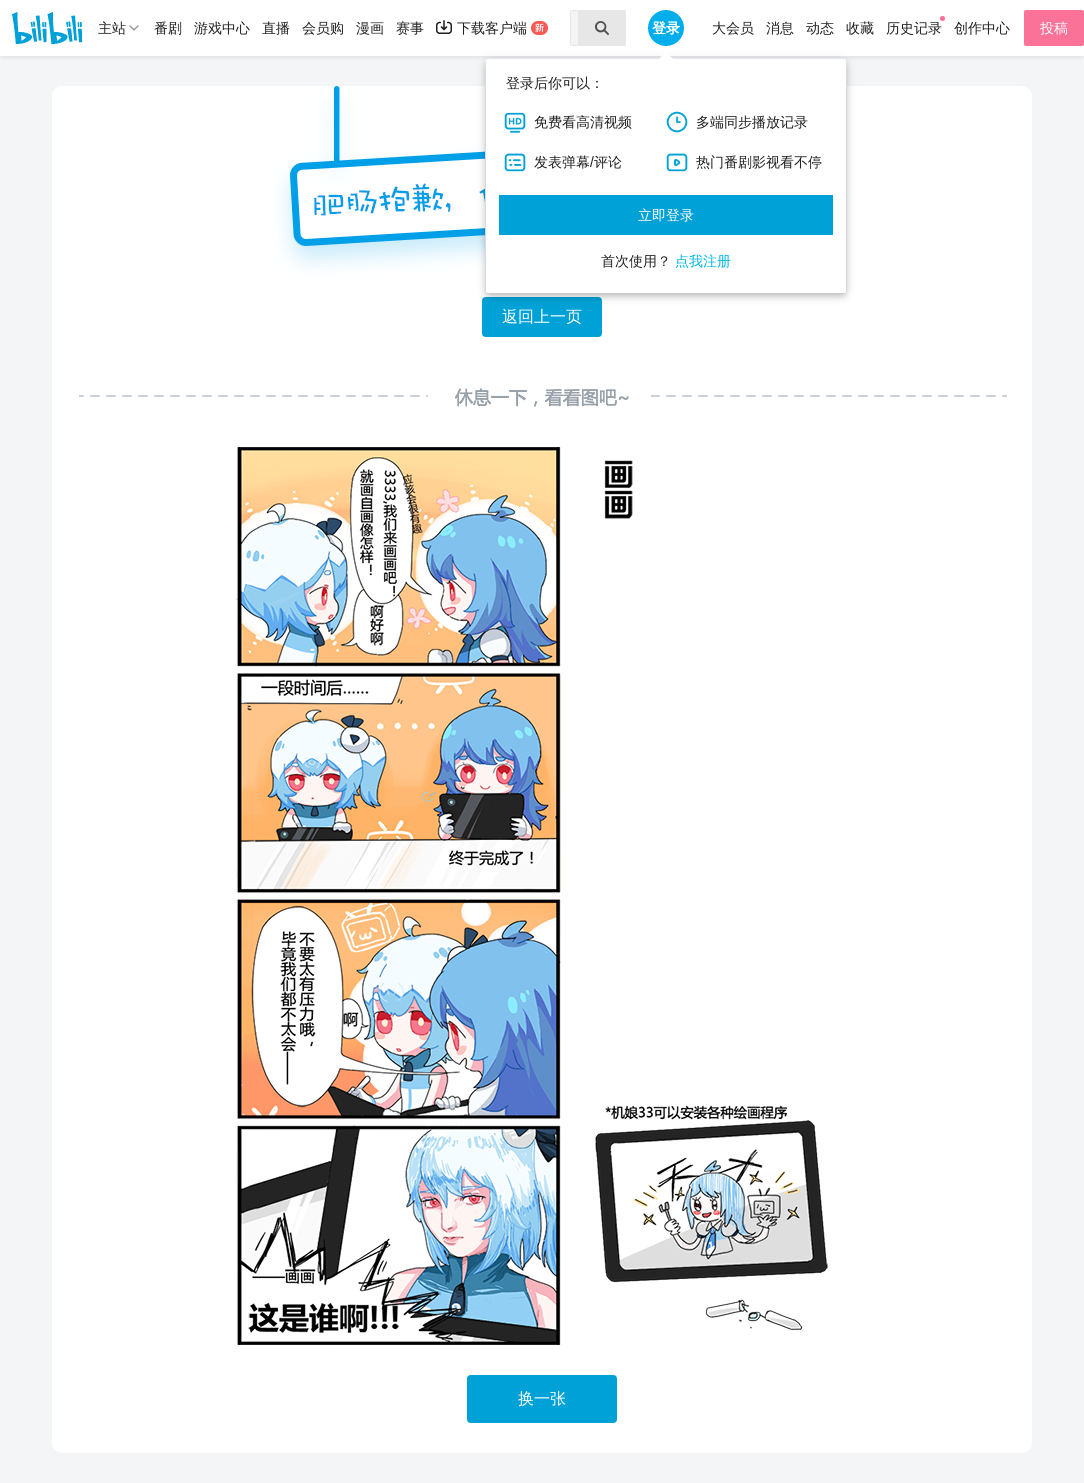 bilibili 主站 番剧 游戏中心 直播 会员购 漫画 赛事 下载客户端 新 登录 大会员 消息 动态 收藏 历史记录 创作中心 投稿
登录后你可以：
HD 免费看高清视频 多端同步播放记录
发表弹幕/评论 热门番剧影视看不停
立即登录
首次使用？ 点我注册
肥肠抱歉，
返回上一页
休息一下，看看图吧~
画画
3333,我们来画画吧！
应该会很有趣
就画自画像怎样！
啊好啊
一段时间后……
终于完成了！
不要太有压力哦，
毕竟我们都不太会——
啊
——画画
这是谁啊!!!
*机娘33可以安装各种绘画程序
换一张